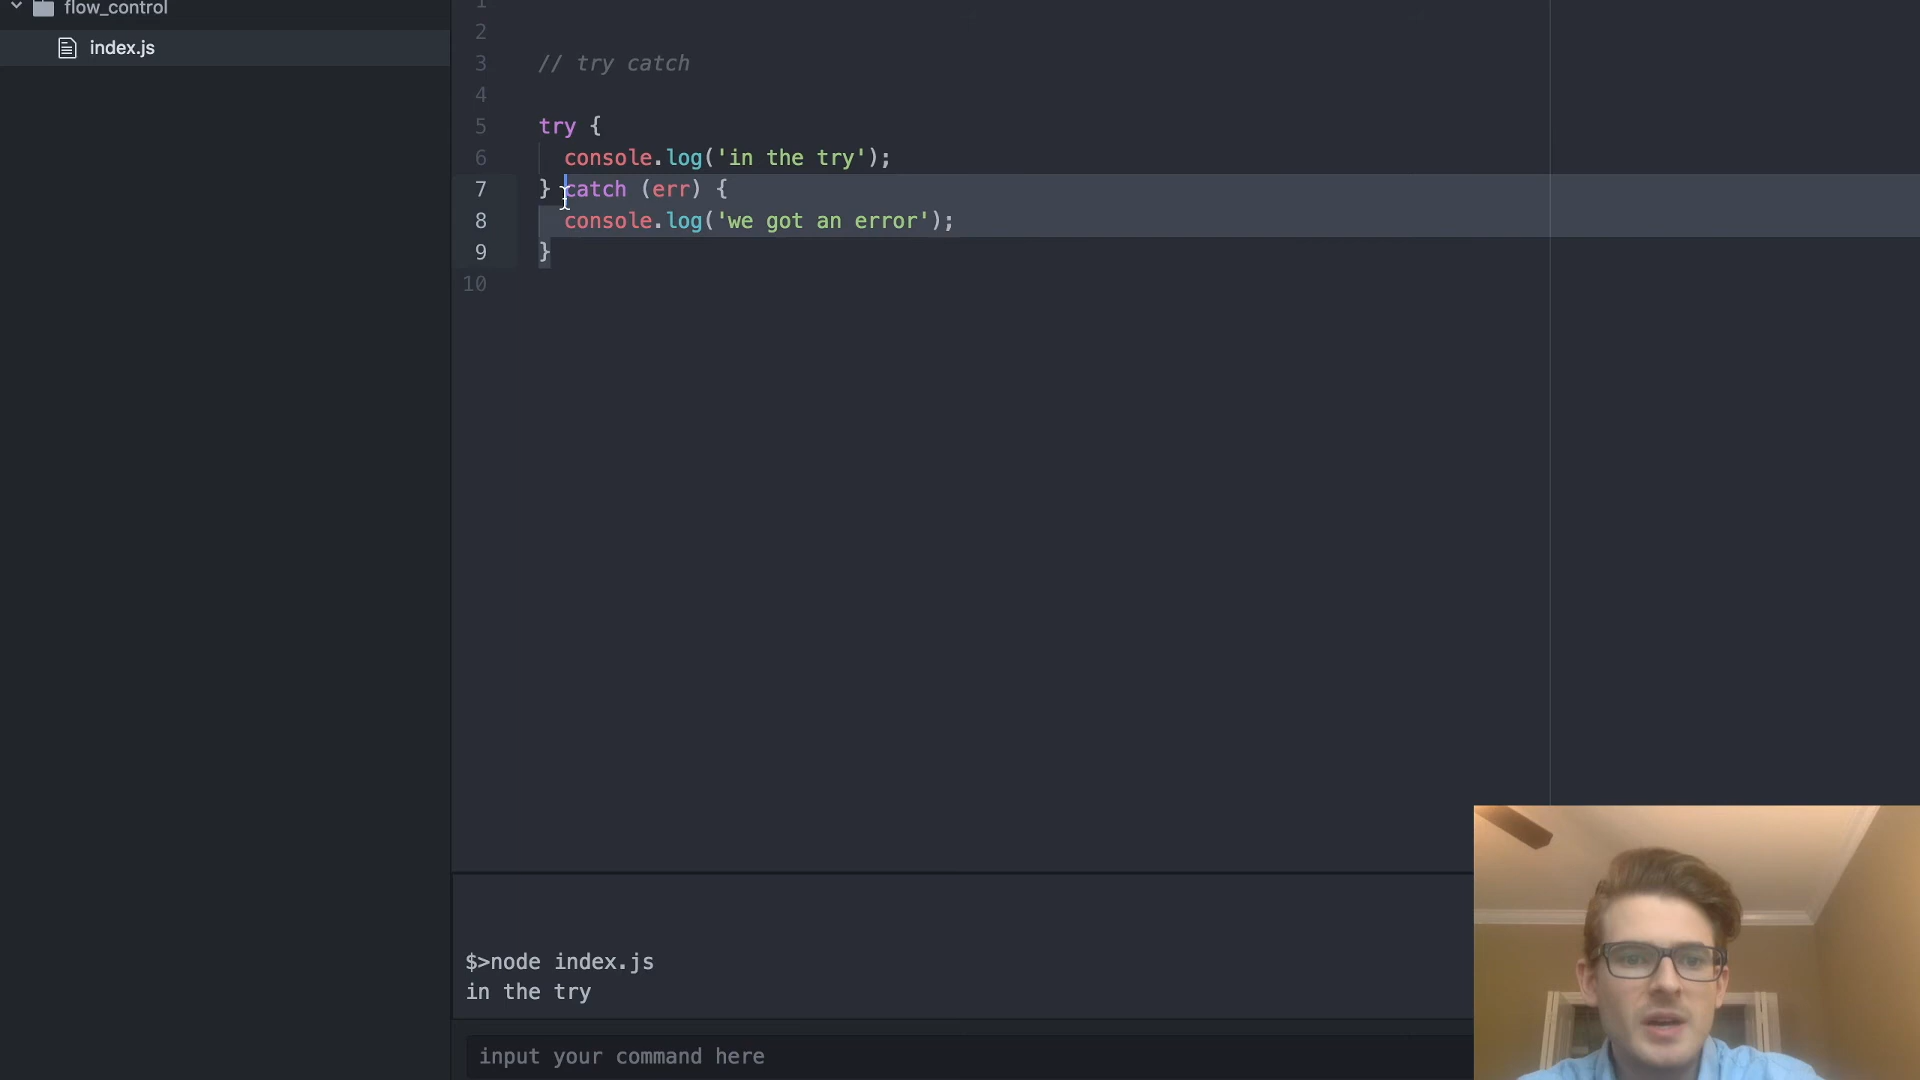 flow_control
index.js
1
2
3 // try catch
4
5 try {
6 console.log('in the try');
7 } catch (err) {
8 console.log('we got an error');
9 }
10
$>node index.js
in the try
input your command here